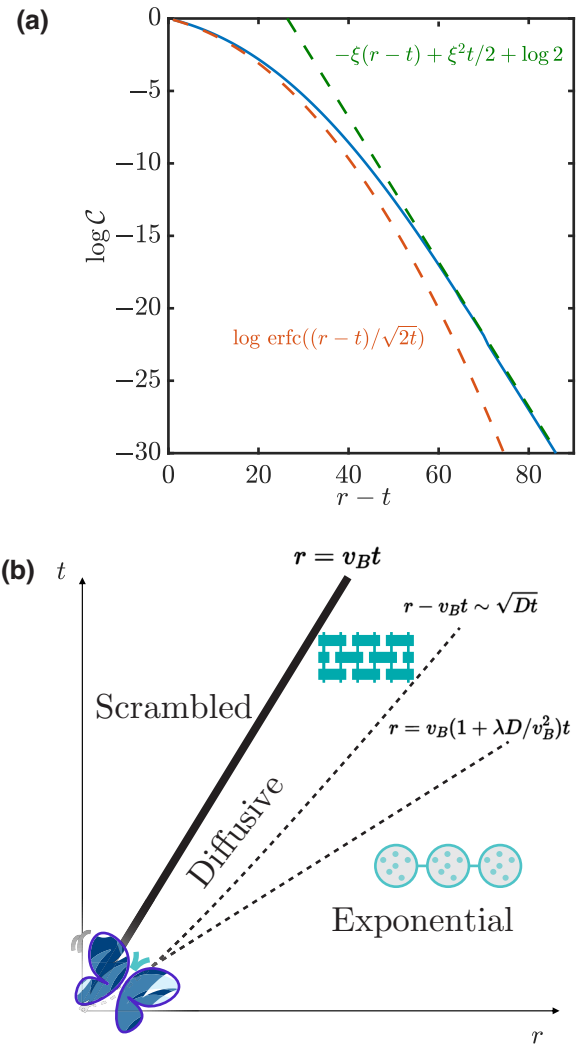 (a)
0
−5
−10
−15
−20
−25
−30
log 𝒞
−ξ(r − t) + ξ²t/2 + log 2
log erfc((r − t)/√2t)
0 20 40 60 80
r − t
(b)
t
r = v_B t
r − v_B t ∼ √Dt
Scrambled
r = v_B(1 + λD/v_B²)t
Diffusive
Exponential
r